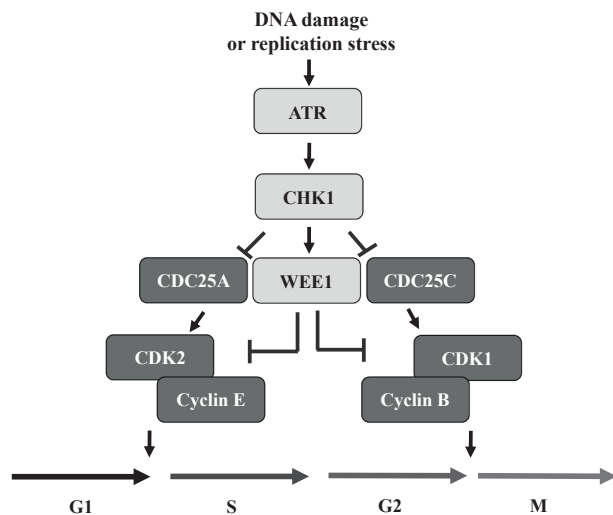 DNA damage
or replication stress
ATR
CHK1
CDC25A
WEE1
CDC25C
CDK2
CDK1
Cyclin E
Cyclin B
G1
S
G2
M